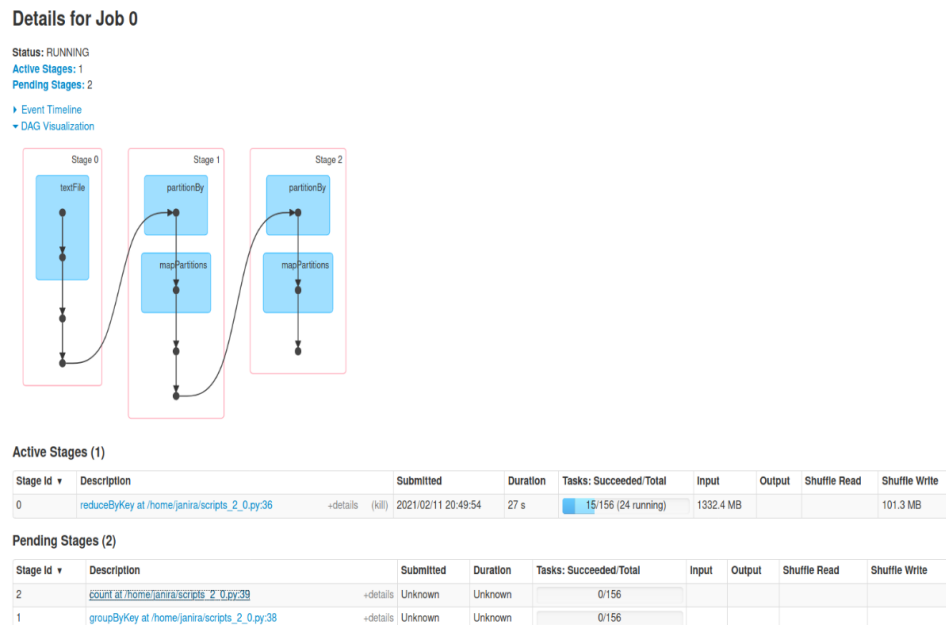 Details for Job 0
Status: RUNNING
Active Stages: 1
Pending Stages: 2
Event Timeline
DAG Visualization
Stage 0 Stage 1 Stage 2
textFile partitionBy partitionBy
mapPartitions mapPartitions
Active Stages (1)
Stage Id ▾ Description Submitted Duration Tasks: Succeeded/Total Input Output Shuffle Read Shuffle Write
0 reduceByKey at /home/janira/scripts_2_0.py:36 +details (kill) 2021/02/11 20:49:54 27 s 15/156 (24 running) 1332.4 MB 101.3 MB
Pending Stages (2)
Stage Id ▾ Description Submitted Duration Tasks: Succeeded/Total Input Output Shuffle Read Shuffle Write
2 count at /home/janira/scripts_2_0.py:39 +details Unknown Unknown 0/156
1 groupByKey at /home/janira/scripts_2_0.py:38 +details Unknown Unknown 0/156